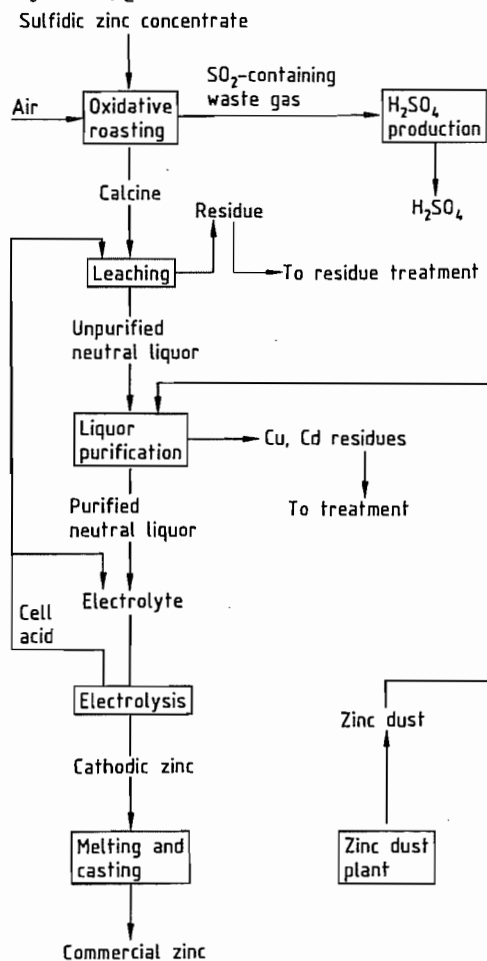 Sulfidic zinc concentrate
SO₂-containing
waste gas
Air
Oxidative
roasting
H₂SO₄
production
Calcine
Residue
H₂SO₄
Leaching
To residue treatment
Unpurified
neutral liquor
Liquor
purification
Cu, Cd residues
Purified
neutral liquor
To treatment
Electrolyte
Cell
acid
Electrolysis
Zinc dust
Cathodic zinc
Melting and
casting
Zinc dust
plant
Commercial zinc